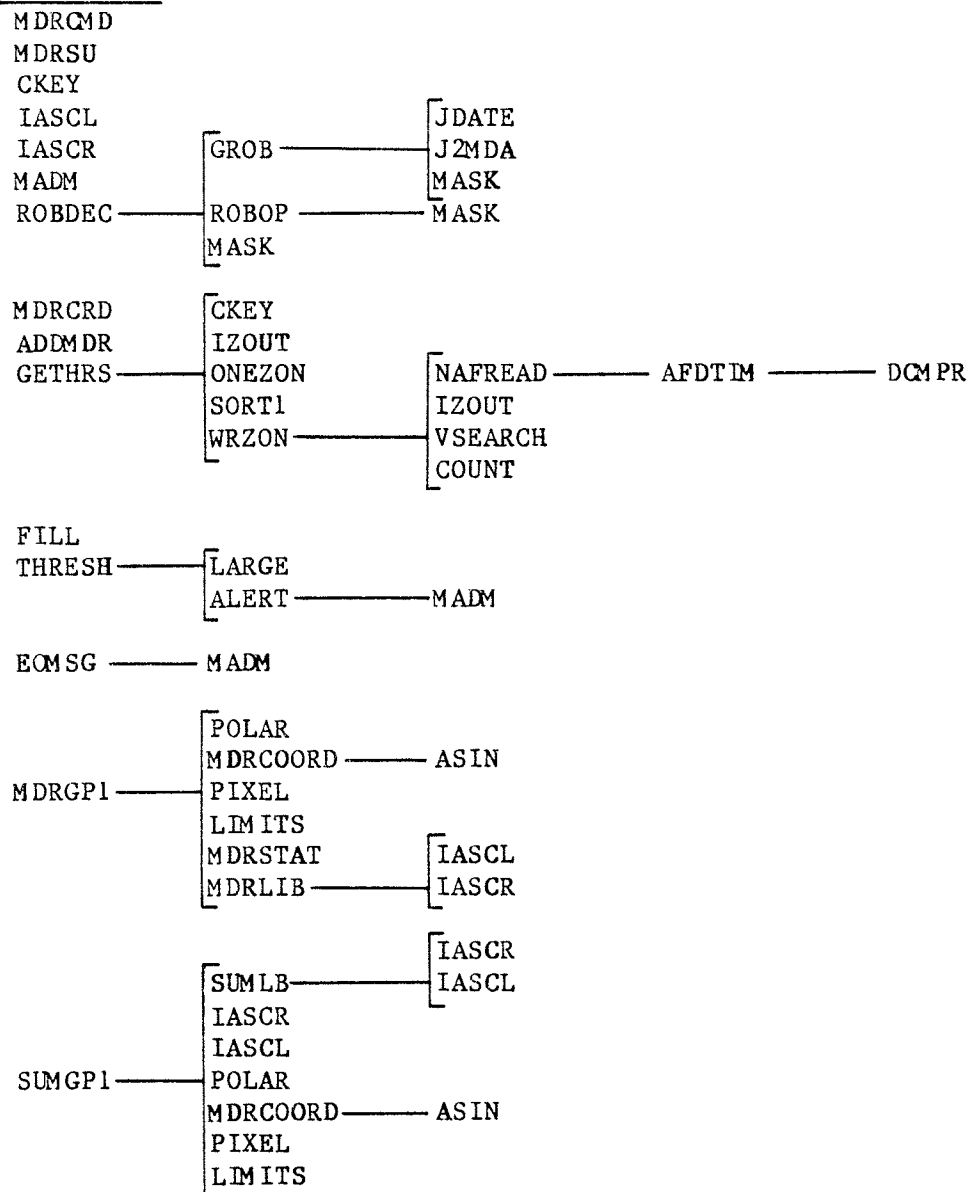 MDRCMD
MDRSU
CKEY
IASCL JDATE
IASCR GROB J2MDA
MADM MASK
ROBDEC ROBOP MASK
MASK
MDRCRD CKEY
ADDMDR IZOUT
GETHRS ONEZON NAFREAD AFDTIM DCMPR
SORT1 IZOUT
WRZON VSEARCH
COUNT
FILL
THRESH LARGE
ALERT MADM
EOMSG MADM
POLAR
MDRCOORD ASIN
MDRGP1 PIXEL
LIMITS
MDRSTAT IASCL
MDRLIB IASCR
IASCR
SUMLB IASCL
IASCR
IASCL
SUMGP1 POLAR
MDRCOORD ASIN
PIXEL
LIMITS